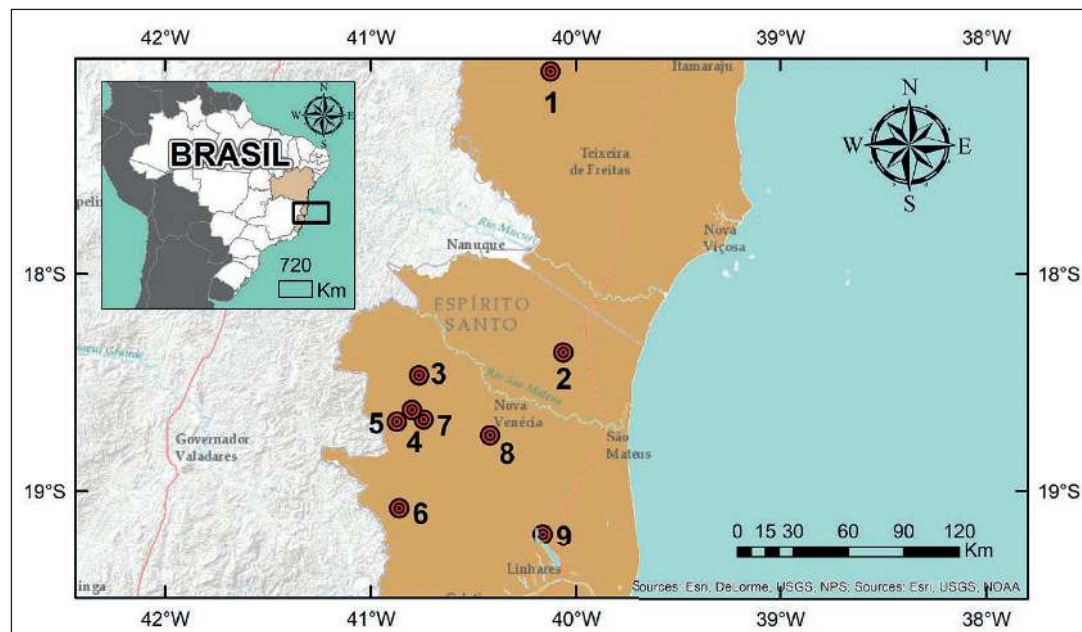 42°W 41°W 40°W 39°W 38°W
Itamaraju
N
W E
S
BRASIL
720
Km
1
Teixeira
de Freitas
N
W E
S
Nova
Viçosa
Rio Mucuri
Nanuque
18°S 18°S
ESPÍRITO
SANTO
2
3
Rio São Mateus
5 4 7
Nova
Venécia
8
São
Mateus
Governador
Valadares
19°S 19°S
6
9
0 15 30 60 90 120
Km
Linhares
inga
Sources: Esri, DeLorme, USGS, NPS; Sources: Esri, USGS, NOAA
42°W 41°W 40°W 39°W 38°W